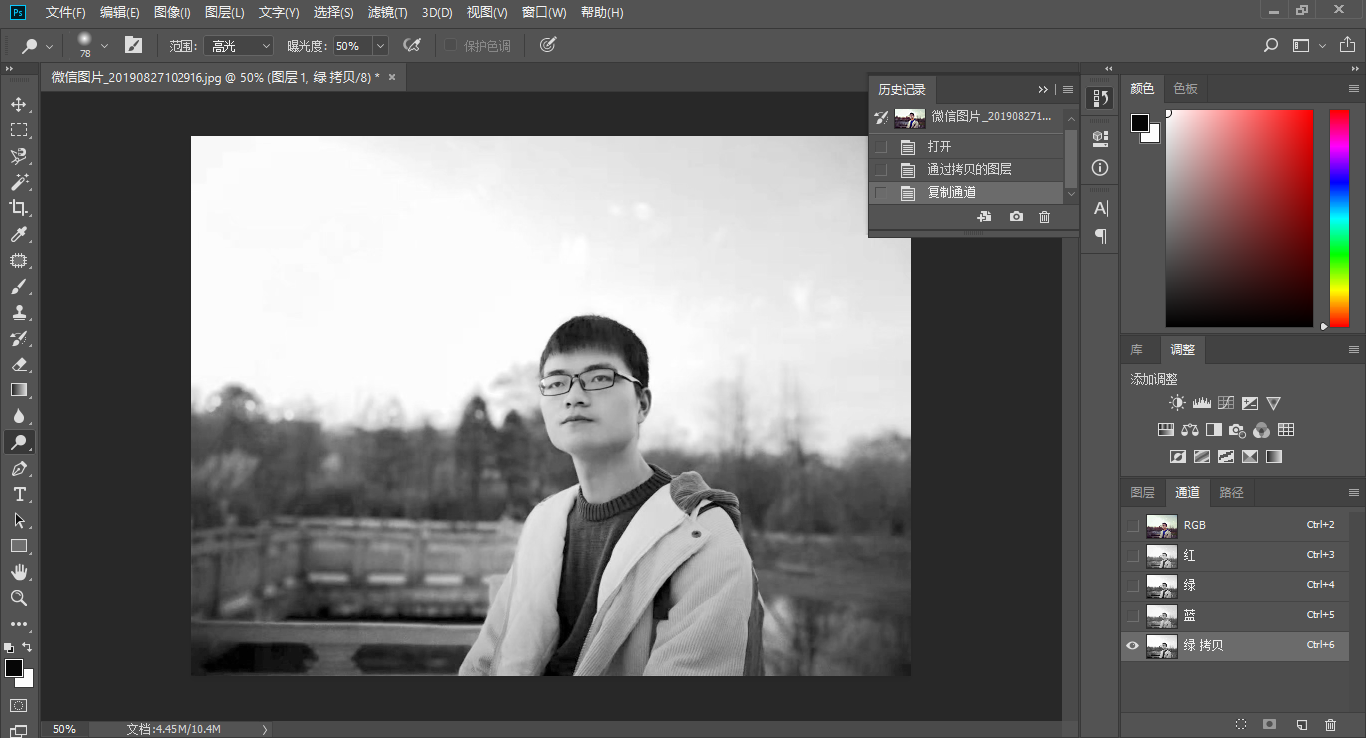 Ps 文件(F) 编辑(E) 图像(I) 图层(L) 文字(Y) 选择(S) 滤镜(T) 3D(D) 视图(V) 窗口(W) 帮助(H)
78 范围: 高光 曝光度: 50% 保护色调
微信图片_20190827102916.jpg @ 50% (图层 1, 绿 拷贝/8) *
历史记录
微信图片_201908271...
打开
通过拷贝的图层
复制通道
颜色 色板
库 调整
添加调整
图层 通道 路径
RGB Ctrl+2
红 Ctrl+3
绿 Ctrl+4
蓝 Ctrl+5
绿 拷贝 Ctrl+6
50% 文档:4.45M/10.4M